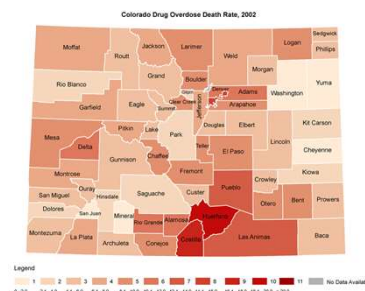 Colorado Drug Overdose Death Rate, 2002
Sedgwick
Moffat
Jackson
Larimer
Logan
Routt
Weld
Phillips
Grand
Morgan
Rio Blanco
Boulder
Yuma
Washington
Garfield
Eagle
Summit
Gilpin
Clear Creek
Jefferson
Denver
Adams
Arapahoe
Pitkin
Lake
Park
Douglas
Elbert
Kit Carson
Mesa
Delta
Gunnison
Chaffee
Teller
El Paso
Lincoln
Cheyenne
Montrose
Fremont
Kiowa
Ouray
Crowley
San Miguel
Hinsdale
Saguache
Custer
Pueblo
Otero
Bent
Prowers
Dolores
San Juan
Mineral
Rio Grande
Alamosa
Huerfano
Montezuma
La Plata
Archuleta
Conejos
Costilla
Las Animas
Baca
Legend
1 2 3 4 5 6 7 8 9 10 11 No Data Available